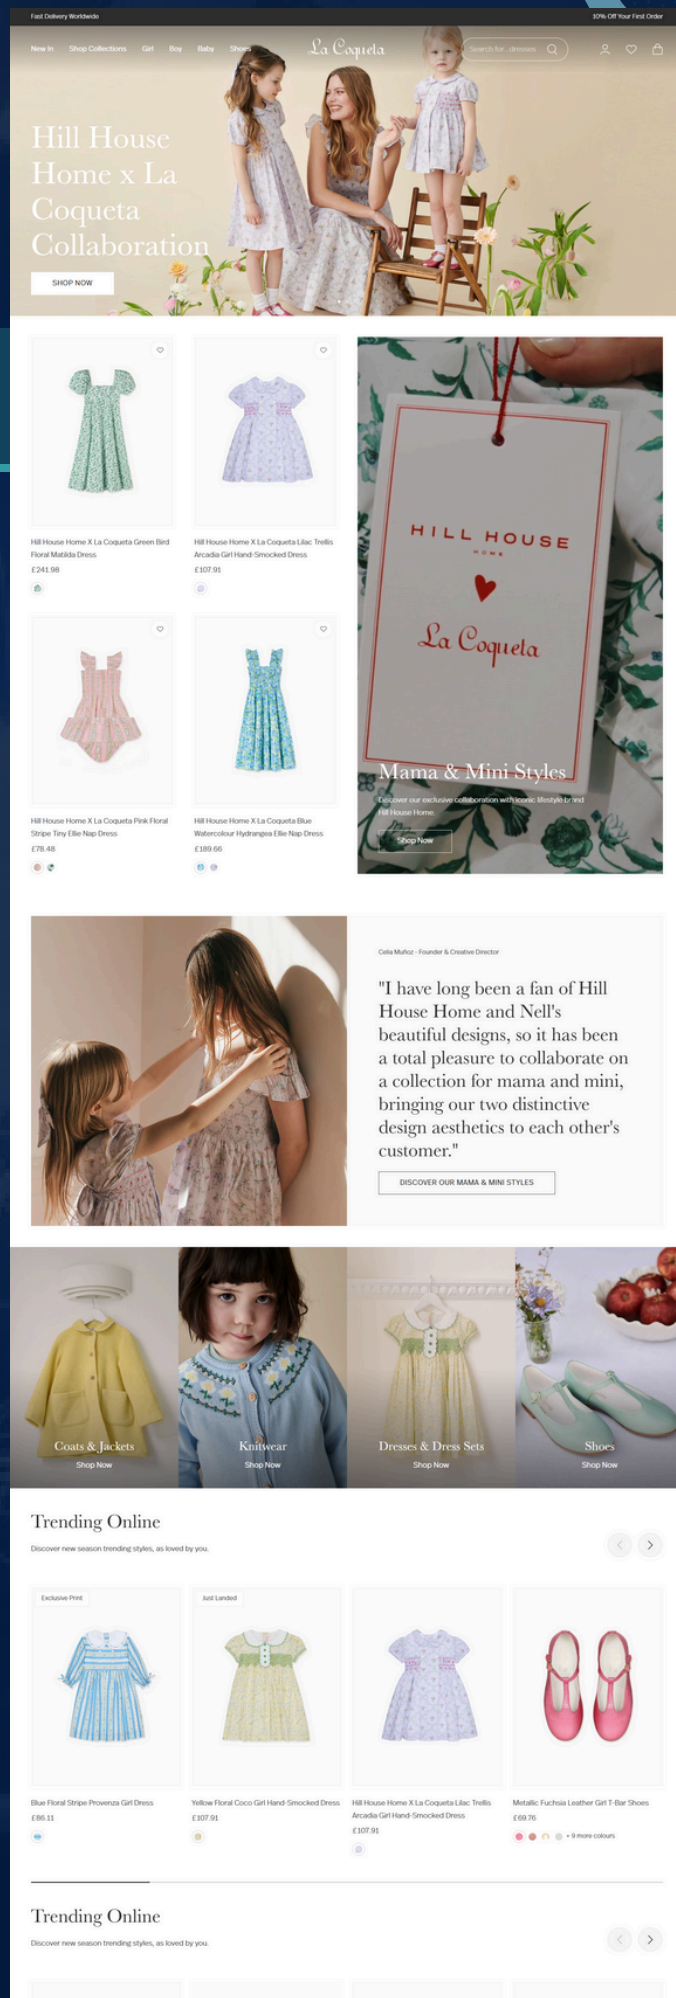 Fast Delivery Worldwide
10% Off Your First Order
New In Shop Collections Girl Boy Baby Shoes
La Coqueta
Search for.. dresses
Hill House
Home x La
Coqueta
Collaboration
SHOP NOW
Hill House Home X La Coqueta Green Bird
Floral Matilda Dress
£241.98
Hill House Home X La Coqueta Lilac Trellis
Arcadia Girl Hand-Smocked Dress
£107.91
Hill House Home X La Coqueta Pink Floral
Stripe Tiny Ellie Nap Dress
£78.48
Hill House Home X La Coqueta Blue
Watercolour Hydrangea Ellie Nap Dress
£189.66
HILL HOUSE
HOME
La Coqueta
Mama & Mini Styles
Discover our exclusive collaboration with iconic lifestyle brand
Hill House Home.
Shop Now
Celia Muñoz - Founder & Creative Director
"I have long been a fan of Hill
House Home and Nell's
beautiful designs, so it has been
a total pleasure to collaborate on
a collection for mama and mini,
bringing our two distinctive
design aesthetics to each other's
customer."
DISCOVER OUR MAMA & MINI STYLES
Coats & Jackets
Shop Now
Knitwear
Shop Now
Dresses & Dress Sets
Shop Now
Shoes
Shop Now
Trending Online
Discover new season trending styles, as loved by you.
Exclusive Print
Just Landed
Blue Floral Stripe Provenza Girl Dress
£86.11
Yellow Floral Coco Girl Hand-Smocked Dress
£107.91
Hill House Home X La Coqueta Lilac Trellis
Arcadia Girl Hand-Smocked Dress
£107.91
Metallic Fuchsia Leather Girl T-Bar Shoes
£69.76
+ 9 more colours
Trending Online
Discover new season trending styles, as loved by you.